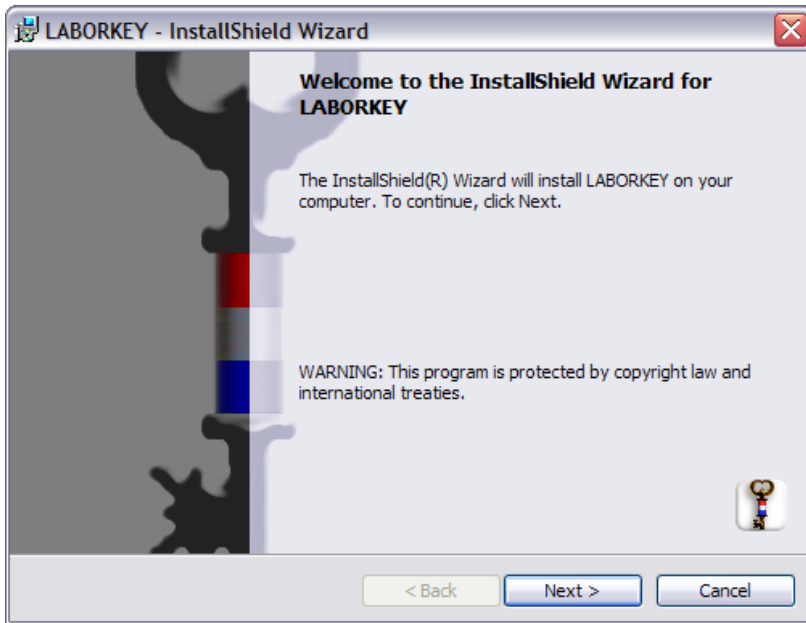 LABORKEY - InstallShield Wizard
Welcome to the InstallShield Wizard for
LABORKEY
The InstallShield(R) Wizard will install LABORKEY on your
computer. To continue, click Next.
WARNING: This program is protected by copyright law and
international treaties.
< Back
Next >
Cancel